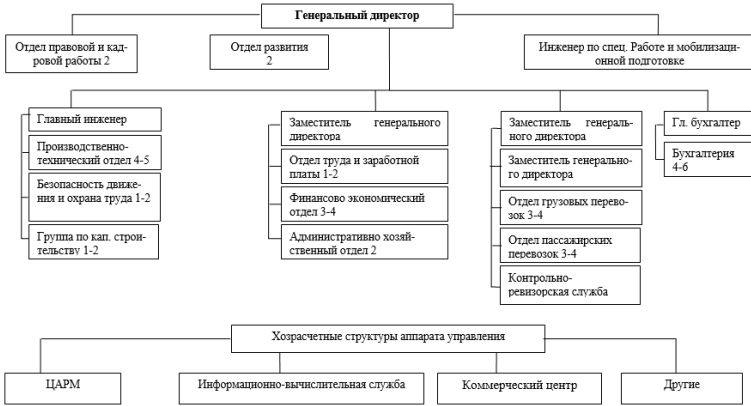 Генеральный директор
Отдел правовой и кад-
ровой работы 2
Отдел развития
2
Инженер по спец. Работе и мобилизаци-
онной подготовке
Главный инженер
Производственно-
технический отдел 4-5
Безопасность движе-
ния и охрана труда 1-2
Группа по кап. строи-
тельству 1-2
Заместитель генерального
директора
Отдел труда и заработной
платы 1-2
Финансово экономический
отдел 3-4
Административно хозяй-
ственный отдел 2
Заместитель генераль-
ного директора
Заместитель генерально-
го директора
Отдел грузовых перево-
зок 3-4
Отдел пассажирских
перевозок 3-4
Контрольно-
ревизорская служба
Гл. бухгалтер
Бухгалтерия
4-6
Хозрасчетные структуры аппарата управления
ЦАРМ
Информационно-вычислительная служба
Коммерческий центр
Другие